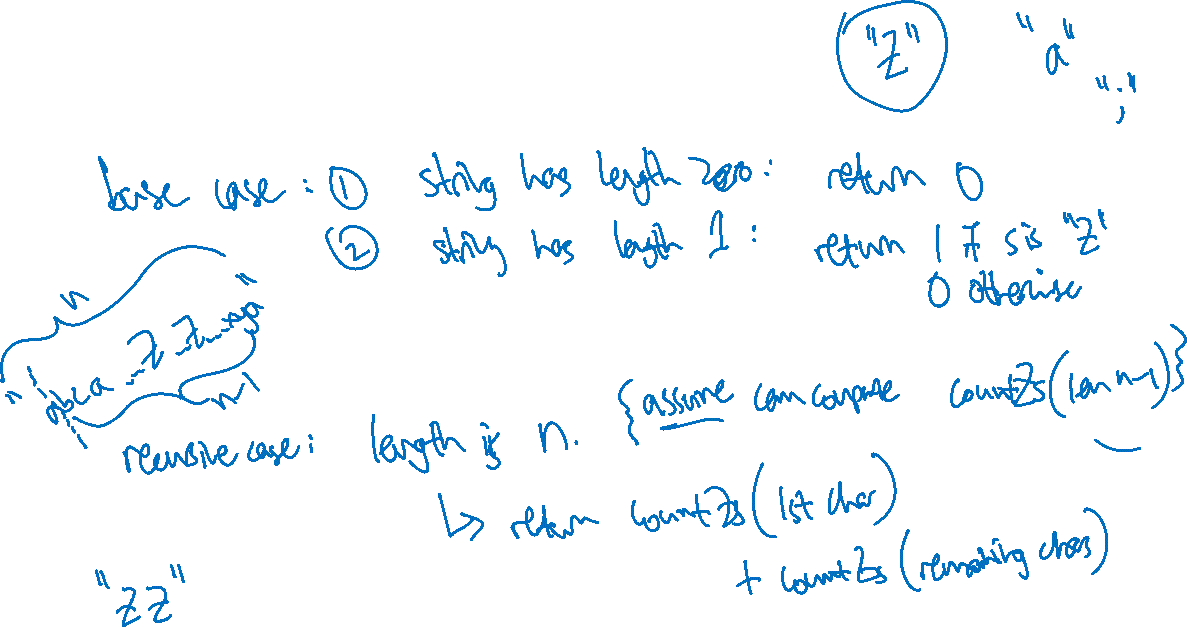 "Z" "a"
";"
base case: ① string has length zero: return 0
② string has length 1: return 1 if s is "Z"
0 otherwise
n
"abca...Z...Z...ya"
n-1
recursive case: length is n. {assume can compute countZs(len n-1)}
↳ return countZs(1st char)
+ countZs(remaining chars)
"ZZ"